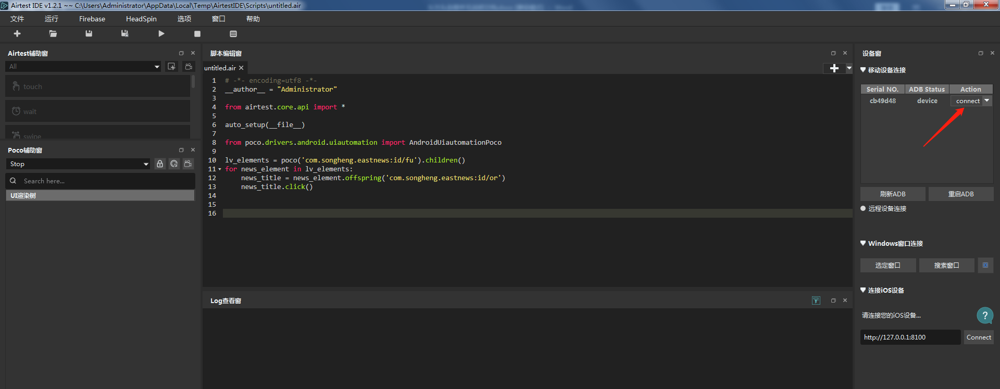 Airtest IDE v1.2.1 ~~ C:\Users\Administrator\AppData\Local\Temp\AirtestIDE\Scripts\untitled.air
文件 运行 Firebase HeadSpin 选项 窗口 帮助
Airtest辅助窗
All
touch
wait
swipe
Poco辅助窗
Stop
Search here...
UI渲染树
脚本编辑窗
untitled.air
1 # -*- encoding=utf8 -*-
2 __author__ = "Administrator"
3
4 from airtest.core.api import *
5
6 auto_setup(__file__)
7
8 from poco.drivers.android.uiautomation import AndroidUiautomationPoco
9
10 lv_elements = poco('com.songheng.eastnews:id/fu').children()
11 for news_element in lv_elements:
12     news_title = news_element.offspring('com.songheng.eastnews:id/or')
13     news_title.click()
14
15
16
Log查看窗
设备窗
移动设备连接
Serial NO. ADB Status Action
cb49d48 device connect
刷新ADB 重启ADB
远程设备连接
Windows窗口连接
选定窗口 搜索窗口
连接iOS设备
请连接您的iOS设备...
?
http://127.0.0.1:8100 Connect